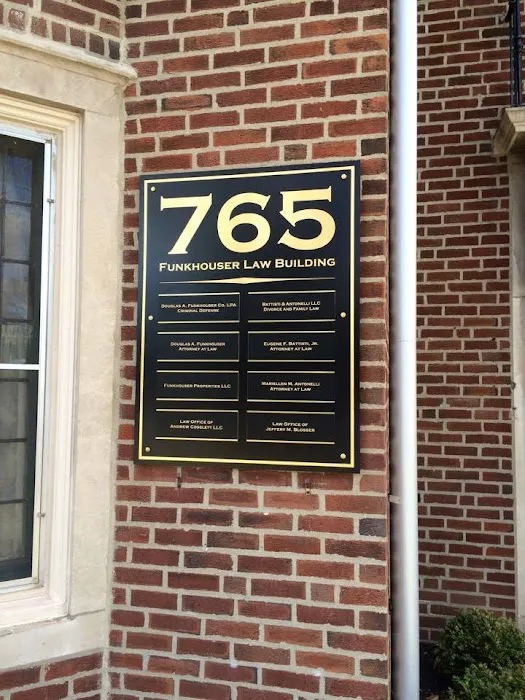 765
FUNKHOUSER LAW BUILDING
DOUGLAS A. FUNKHOUSER CO. LPA
CRIMINAL DEFENSE
DOUGLAS A. FUNKHOUSER
ATTORNEY AT LAW
FUNKHOUSER PROPERTIES LLC
LAW OFFICE OF
ANDREW COGGLETT LLC
BATTISTI & ANTONELLI LLC
DIVORCE AND FAMILY LAW
EUGENE F. BATTISTI, JR.
ATTORNEY AT LAW
MARIELLEN M. ANTONELLI
ATTORNEY AT LAW
LAW OFFICE OF
JEFFERY M. BLOSSER